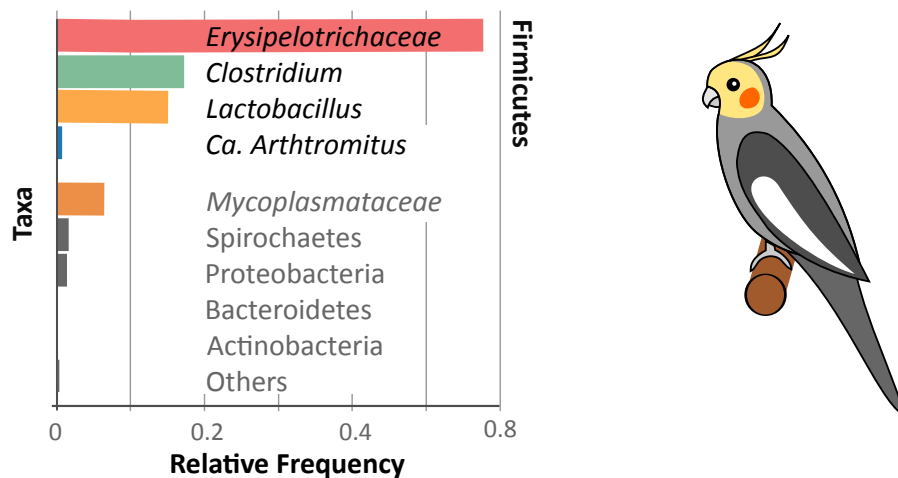 Erysipelotrichaceae
Clostridium
Lactobacillus
Ca. Arthtromitus
Firmicutes
Taxa
Mycoplasmataceae
Spirochaetes
Proteobacteria
Bacteroidetes
Actinobacteria
Others
0 0.2 0.4 0.8
Relative Frequency